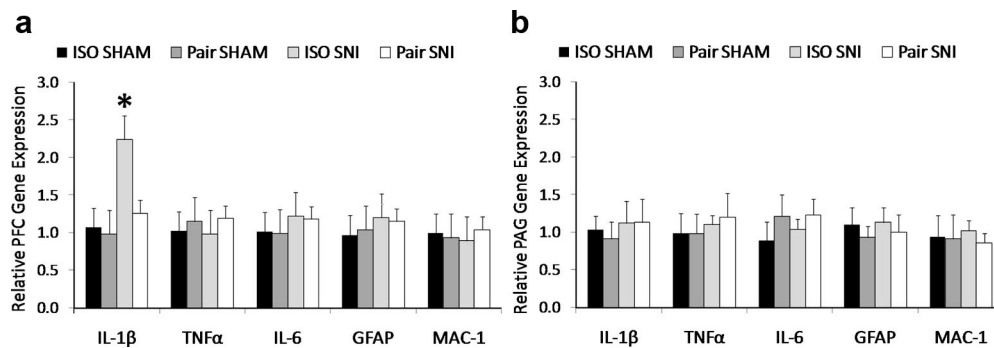 a
■ ISO SHAM ■ Pair SHAM ■ ISO SNI □ Pair SNI
Relative PFC Gene Expression
3.0
2.5
2.0
1.5
1.0
0.5
0.0
*
IL-1β TNFα IL-6 GFAP MAC-1
b
■ ISO SHAM ■ Pair SHAM ■ ISO SNI □ Pair SNI
Relative PAG Gene Expression
3.0
2.5
2.0
1.5
1.0
0.5
0.0
IL-1β TNFα IL-6 GFAP MAC-1